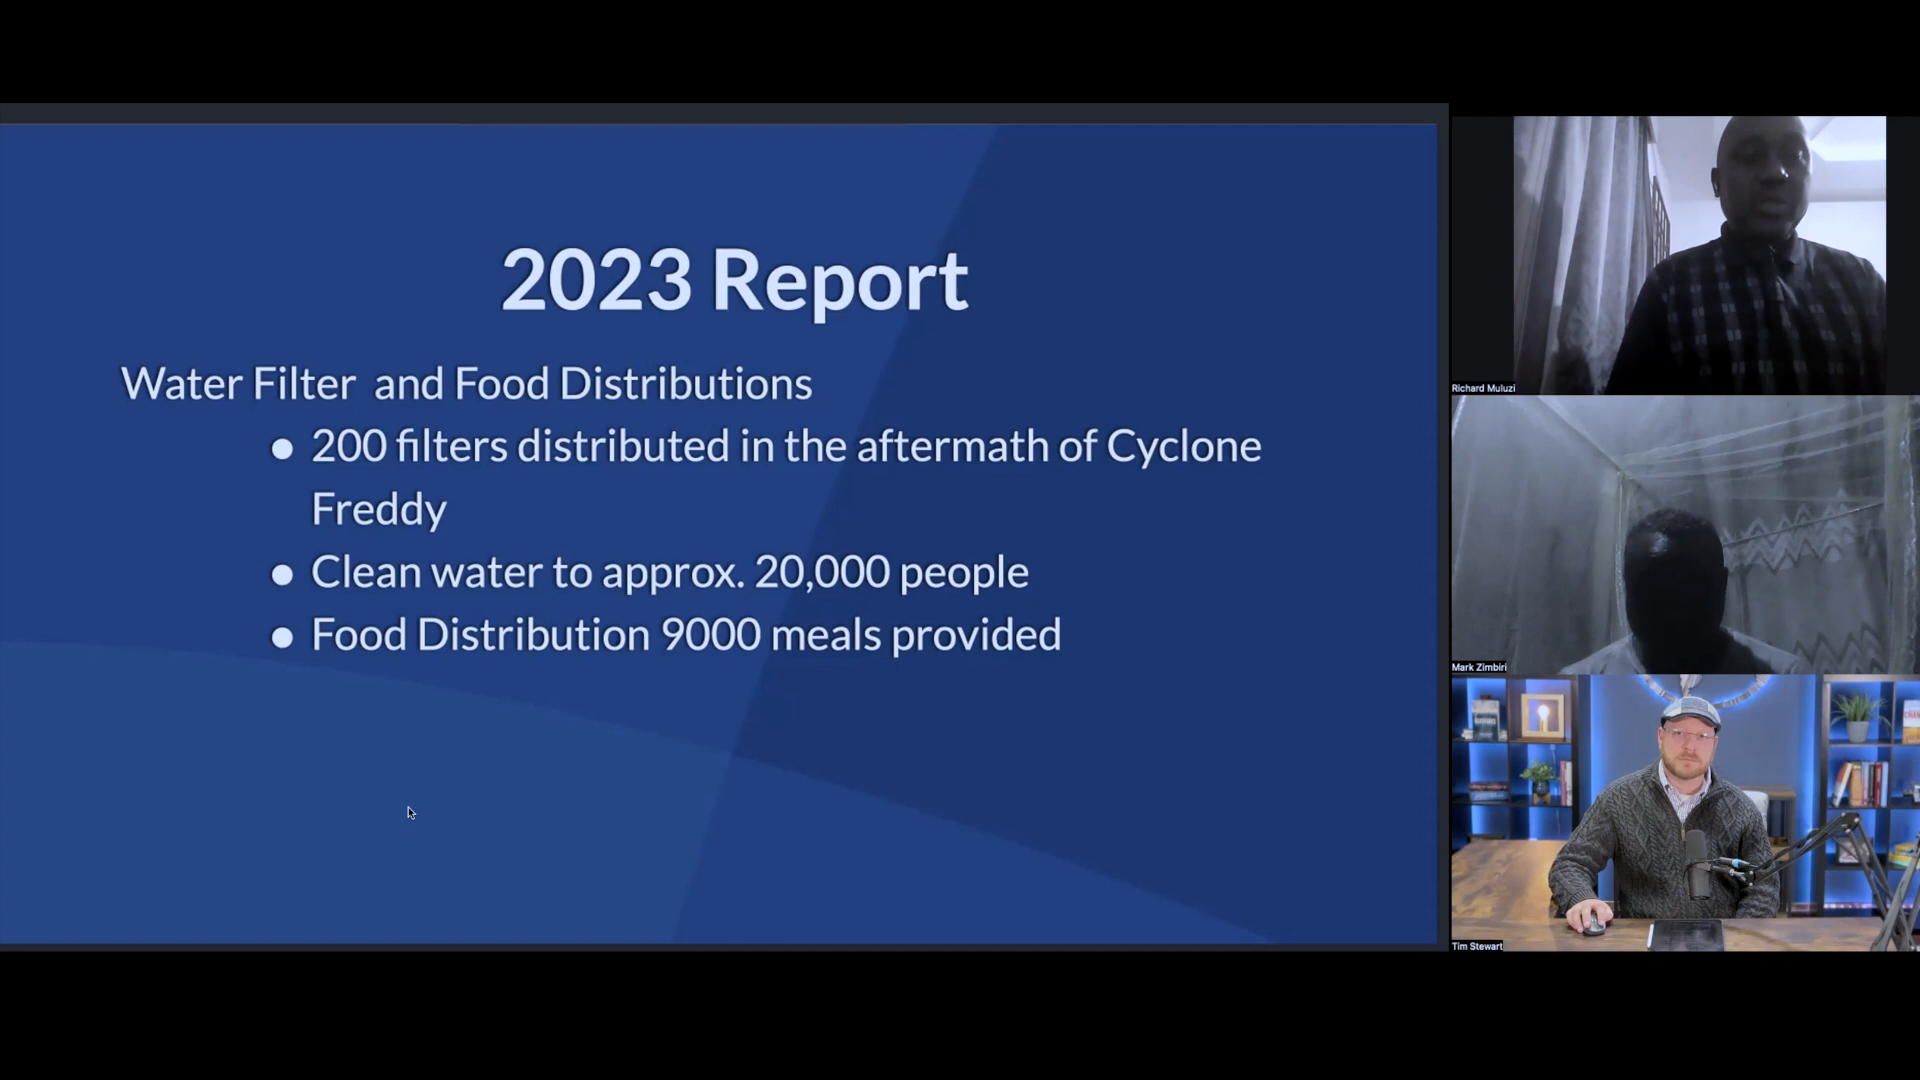 2023 Report
Water Filter and Food Distributions
● 200 filters distributed in the aftermath of Cyclone
Freddy
● Clean water to approx. 20,000 people
● Food Distribution 9000 meals provided
Richard Muluzi
Mark Zimbiri
Tim Stewart